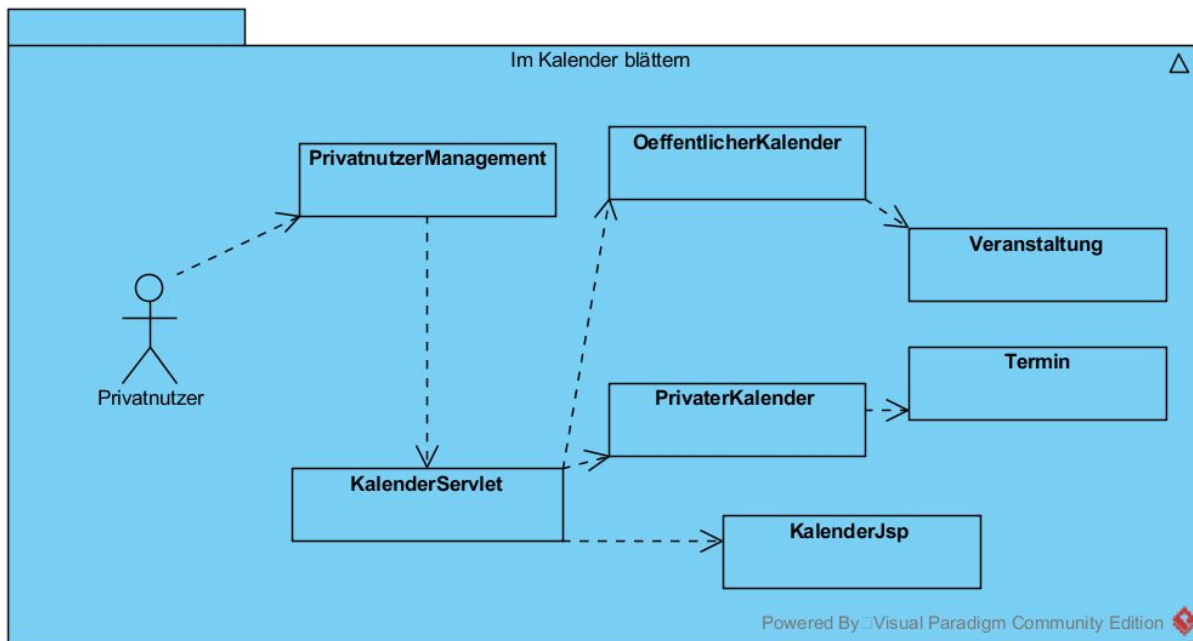 Im Kalender blättern
OeffentlicherKalender
PrivatnutzerManagement
Veranstaltung
Termin
Privatnutzer
PrivaterKalender
KalenderServlet
KalenderJsp
Powered By Visual Paradigm Community Edition